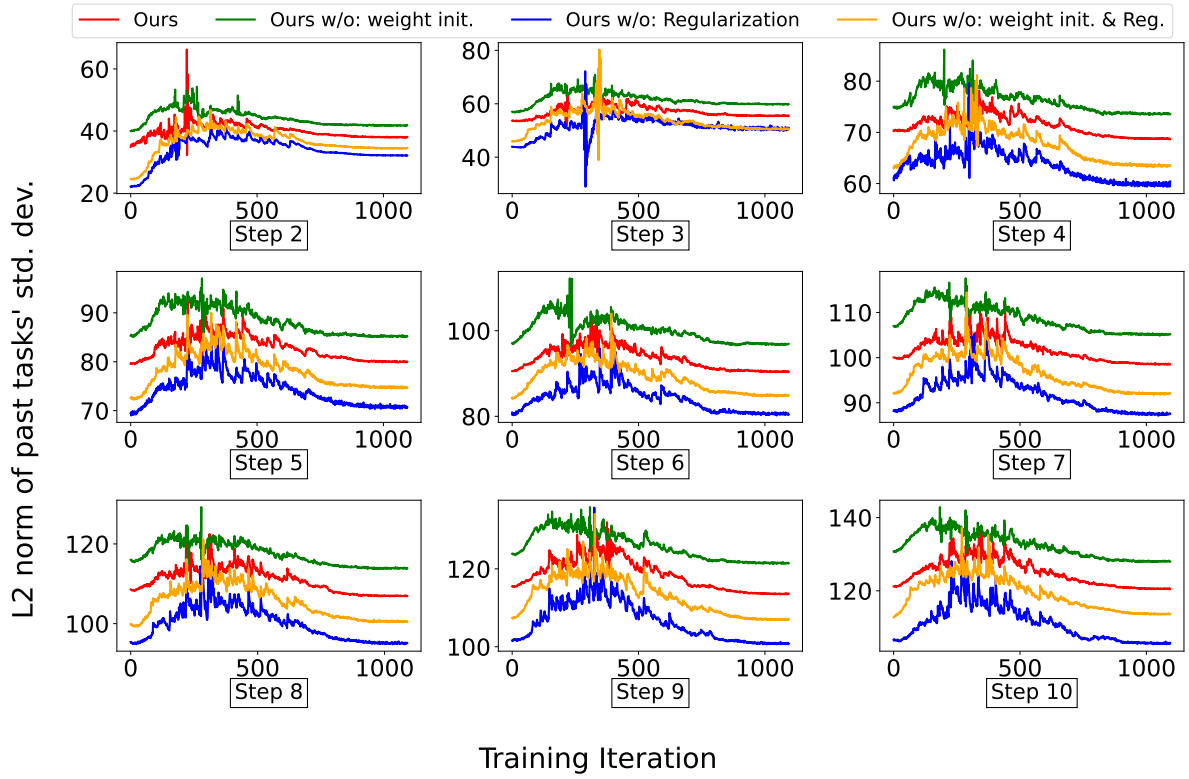 Ours Ours w/o: weight init. Ours w/o: Regularization Ours w/o: weight init. & Reg.
L2 norm of past tasks' std. dev.
60
40
20
0 500 1000
Step 2
80
60
40
0 500 1000
Step 3
80
70
60
0 500 1000
Step 4
90
80
70
0 500 1000
Step 5
100
80
0 500 1000
Step 6
110
100
90
0 500 1000
Step 7
120
100
0 500 1000
Step 8
120
100
0 500 1000
Step 9
140
120
0 500 1000
Step 10
Training Iteration